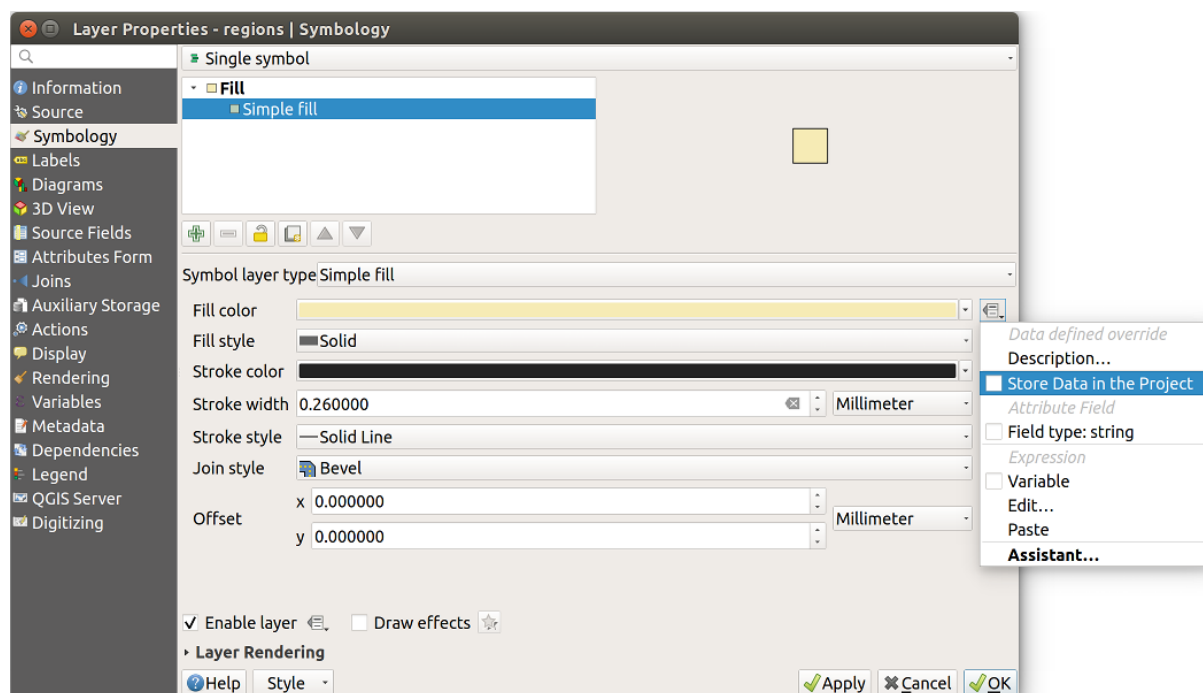 Layer Properties - regions | Symbology
Information
Source
Symbology
Labels
Diagrams
3D View
Source Fields
Attributes Form
Joins
Auxiliary Storage
Actions
Display
Rendering
Variables
Metadata
Dependencies
Legend
QGIS Server
Digitizing
Single symbol
Fill
Simple fill
Symbol layer type Simple fill
Fill color
Fill style Solid
Stroke color
Stroke width 0.260000 Millimeter
Stroke style Solid Line
Join style Bevel
Offset
x 0.000000
y 0.000000
Millimeter
Data defined override
Description...
Store Data in the Project
Attribute Field
Field type: string
Expression
Variable
Edit...
Paste
Assistant...
Enable layer Draw effects
Layer Rendering
Help Style Apply Cancel OK